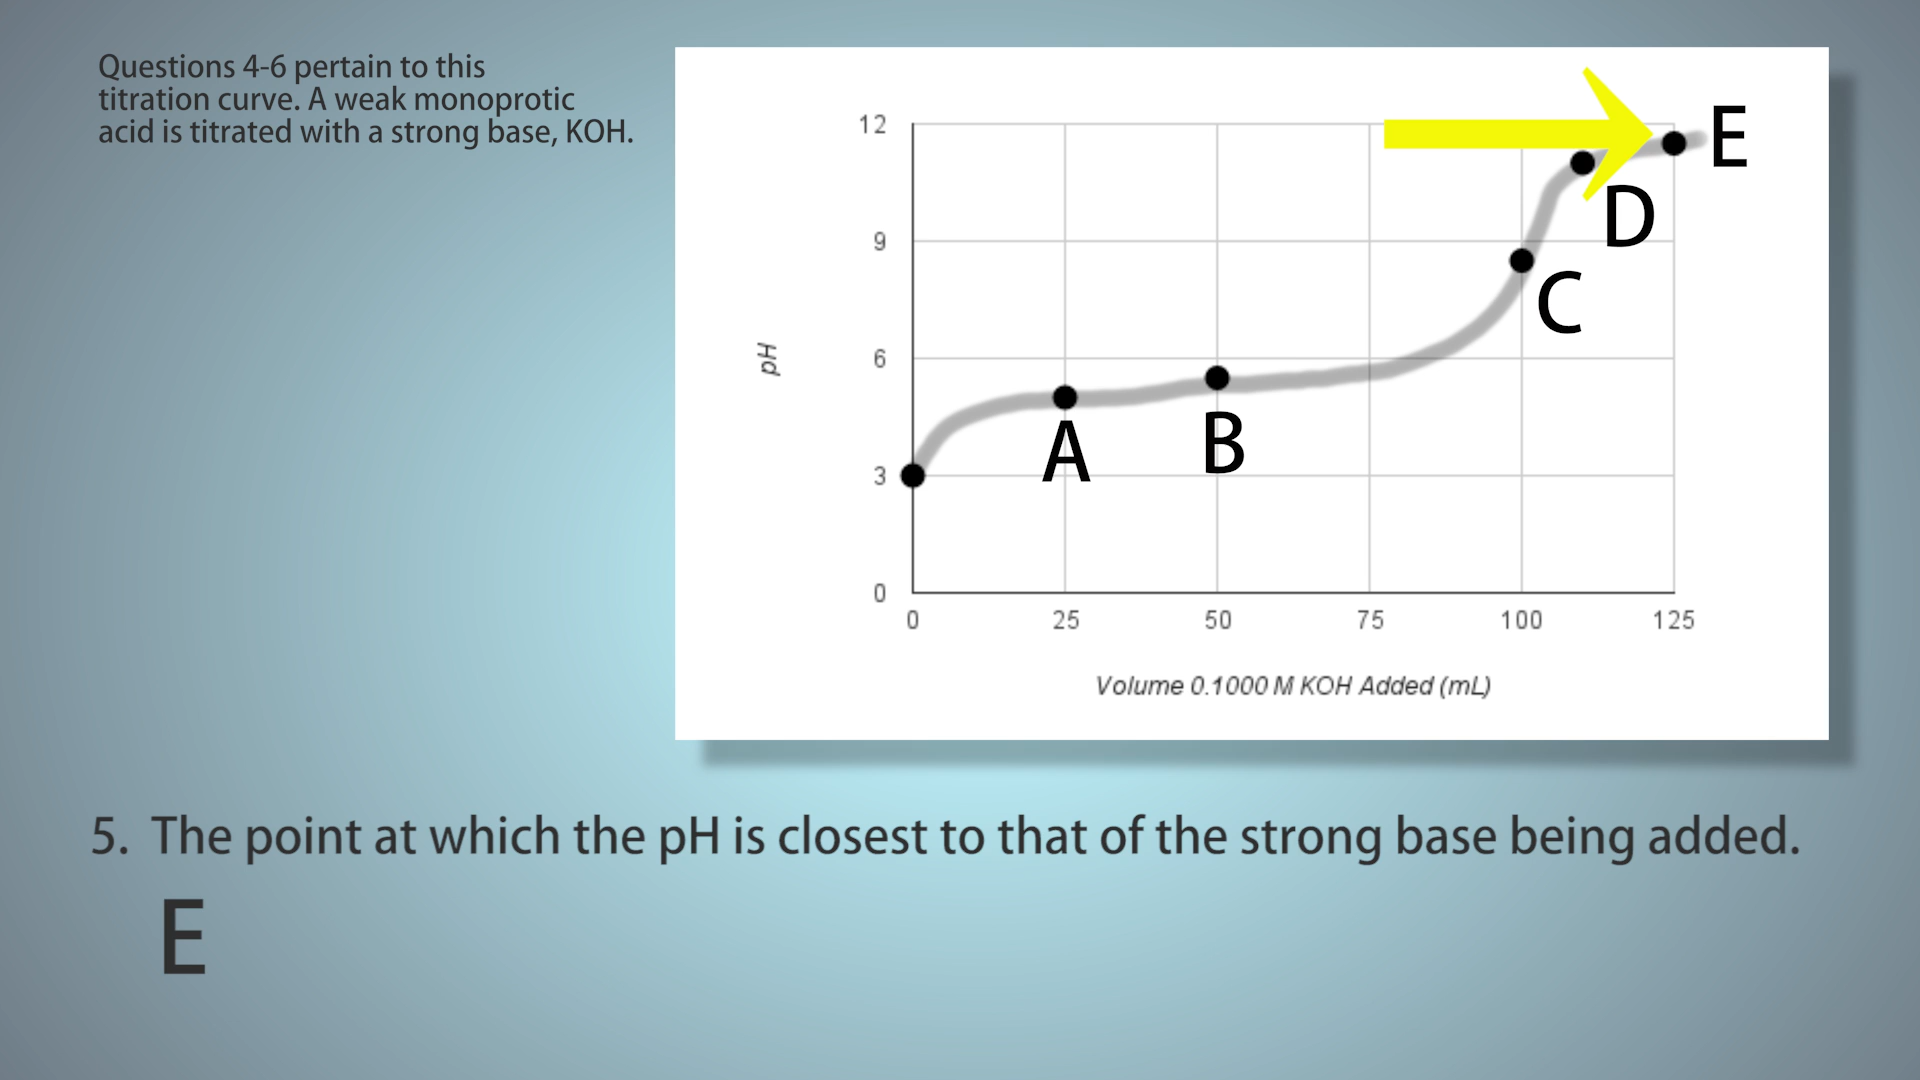 Questions 4-6 pertain to this
titration curve. A weak monoprotic
acid is titrated with a strong base, KOH.
12
9
6
3
0
pH
0 25 50 75 100 125
Volume 0.1000 M KOH Added (mL)
A
B
C
D
E
5. The point at which the pH is closest to that of the strong base being added.
E